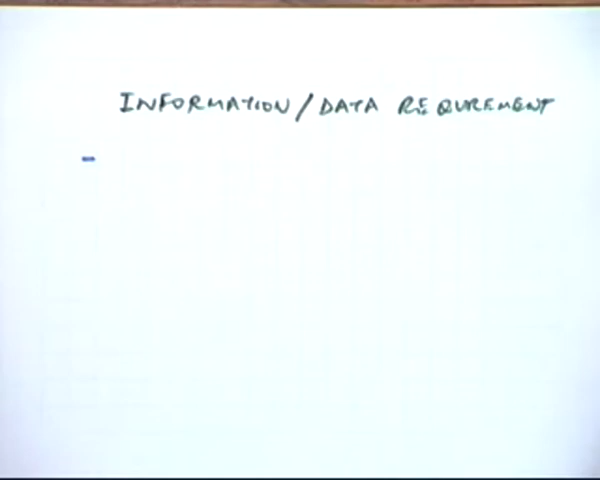 INFORMATION / DATA REQUREMENT
-